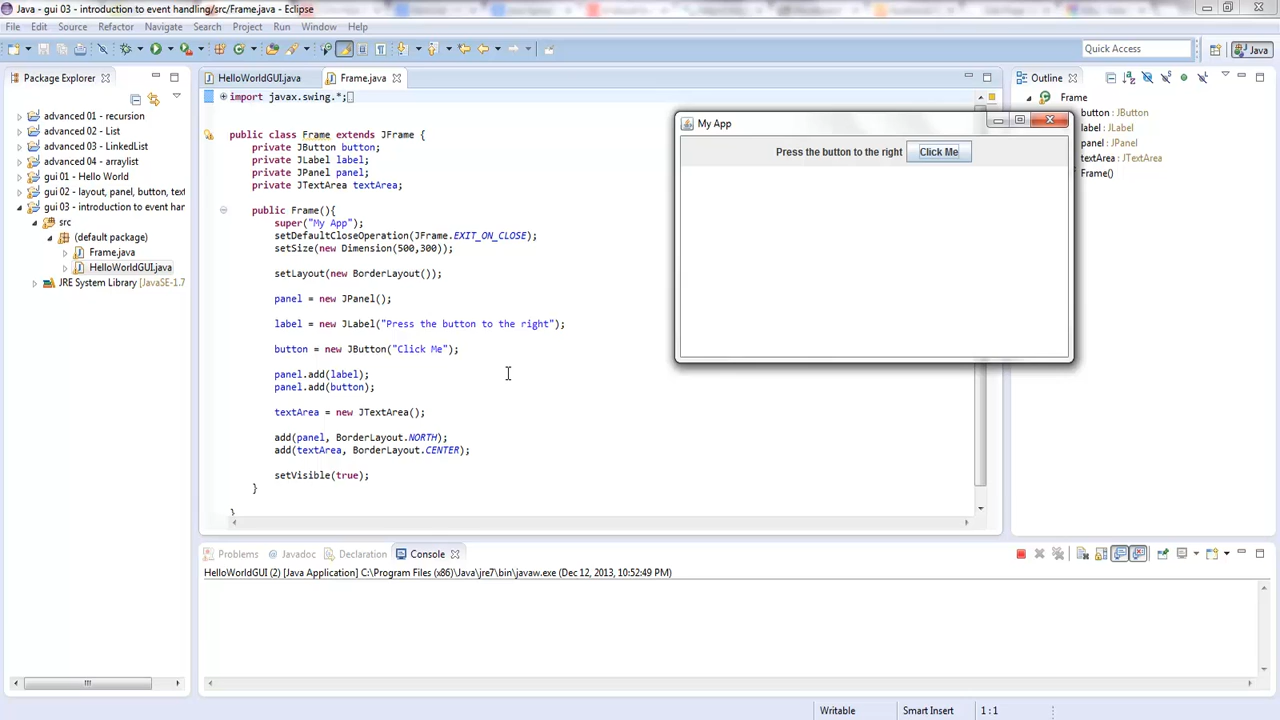 Java - gui 03 - introduction to event handling/src/Frame.java - Eclipse
File Edit Source Refactor Navigate Search Project Run Window Help
Quick Access
Java
Package Explorer
advanced 01 - recursion
advanced 02 - List
advanced 03 - LinkedList
advanced 04 - arraylist
gui 01 - Hello World
gui 02 - layout, panel, button, text
gui 03 - introduction to event han
src
(default package)
Frame.java
HelloWorldGUI.java
JRE System Library [JavaSE-1.7
HelloWorldGUI.java Frame.java
import javax.swing.*;
public class Frame extends JFrame {
private JButton button;
private JLabel label;
private JPanel panel;
private JTextArea textArea;
public Frame(){
super("My App");
setDefaultCloseOperation(JFrame.EXIT_ON_CLOSE);
setSize(new Dimension(500,300));
setLayout(new BorderLayout());
panel = new JPanel();
label = new JLabel("Press the button to the right");
button = new JButton("Click Me");
panel.add(label);
panel.add(button);
textArea = new JTextArea();
add(panel, BorderLayout.NORTH);
add(textArea, BorderLayout.CENTER);
setVisible(true);
}
}
My App
Press the button to the right Click Me
Outline
Frame
button : JButton
label : JLabel
panel : JPanel
textArea : JTextArea
Frame()
Problems @ Javadoc Declaration Console
HelloWorldGUI (2) [Java Application] C:\Program Files (x86)\Java\jre7\bin\javaw.exe (Dec 12, 2013, 10:52:49 PM)
Writable Smart Insert 1 : 1